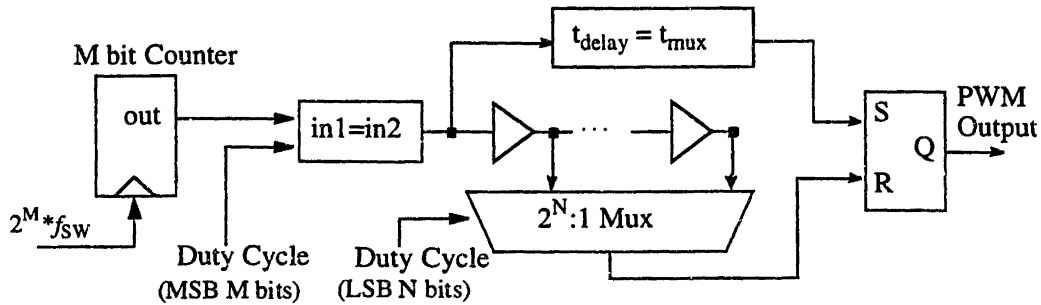 M bit Counter
out
2^M*f_SW
Duty Cycle
(MSB M bits)
in1=in2
t_delay = t_mux
...
2^N:1 Mux
Duty Cycle
(LSB N bits)
S
R
Q
PWM
Output